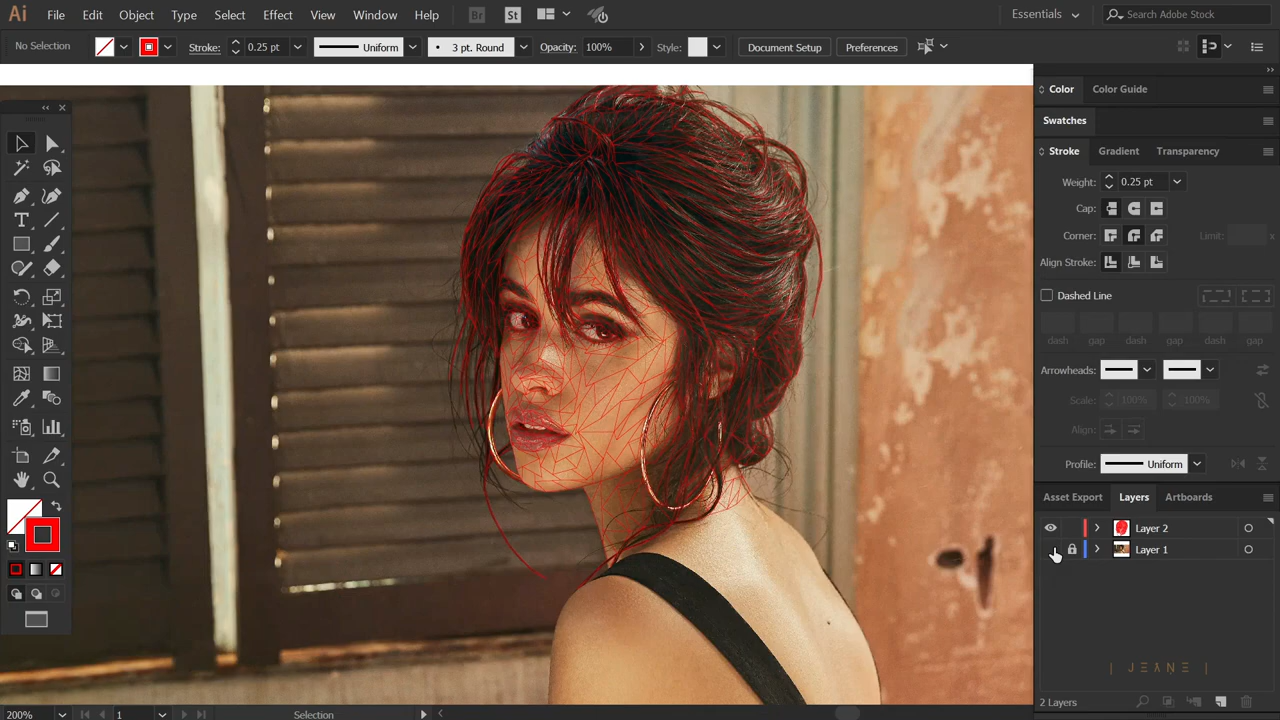 Ai File Edit Object Type Select Effect View Window Help Br St Essentials Search Adobe Stock
No Selection Stroke: 0.25 pt Uniform 3 pt. Round Opacity: 100% Style: Document Setup Preferences
Color Color Guide
Swatches
Stroke Gradient Transparency
Weight: 0.25 pt
Cap:
Corner: Limit: x
Align Stroke:
Dashed Line
dash gap dash gap dash gap
Arrowheads:
Scale: 100% 100%
Align:
Profile: Uniform
Asset Export Layers Artboards
Layer 2
Layer 1
| JEANE |
2 Layers
200% 1 Selection